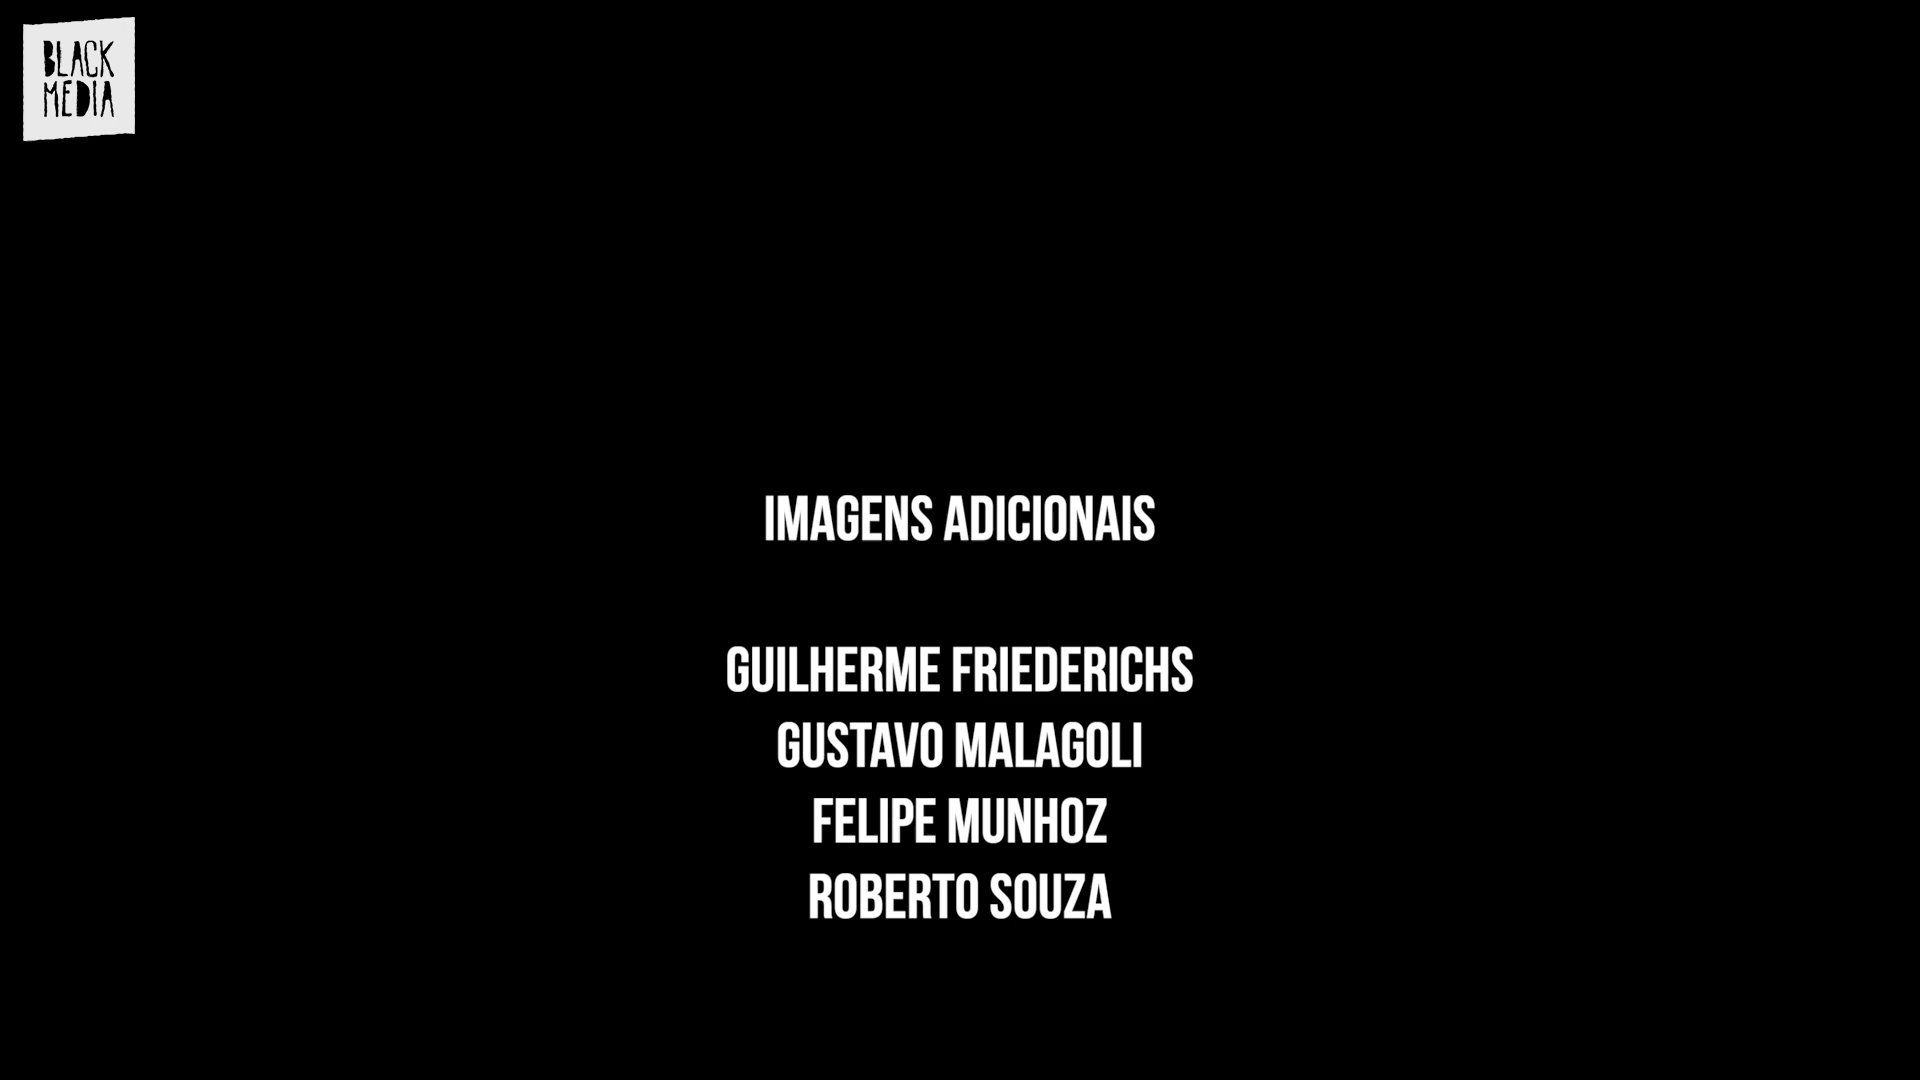 BLACK
MEDIA
IMAGENS ADICIONAIS
GUILHERME FRIEDERICHS
GUSTAVO MALAGOLI
FELIPE MUNHOZ
ROBERTO SOUZA